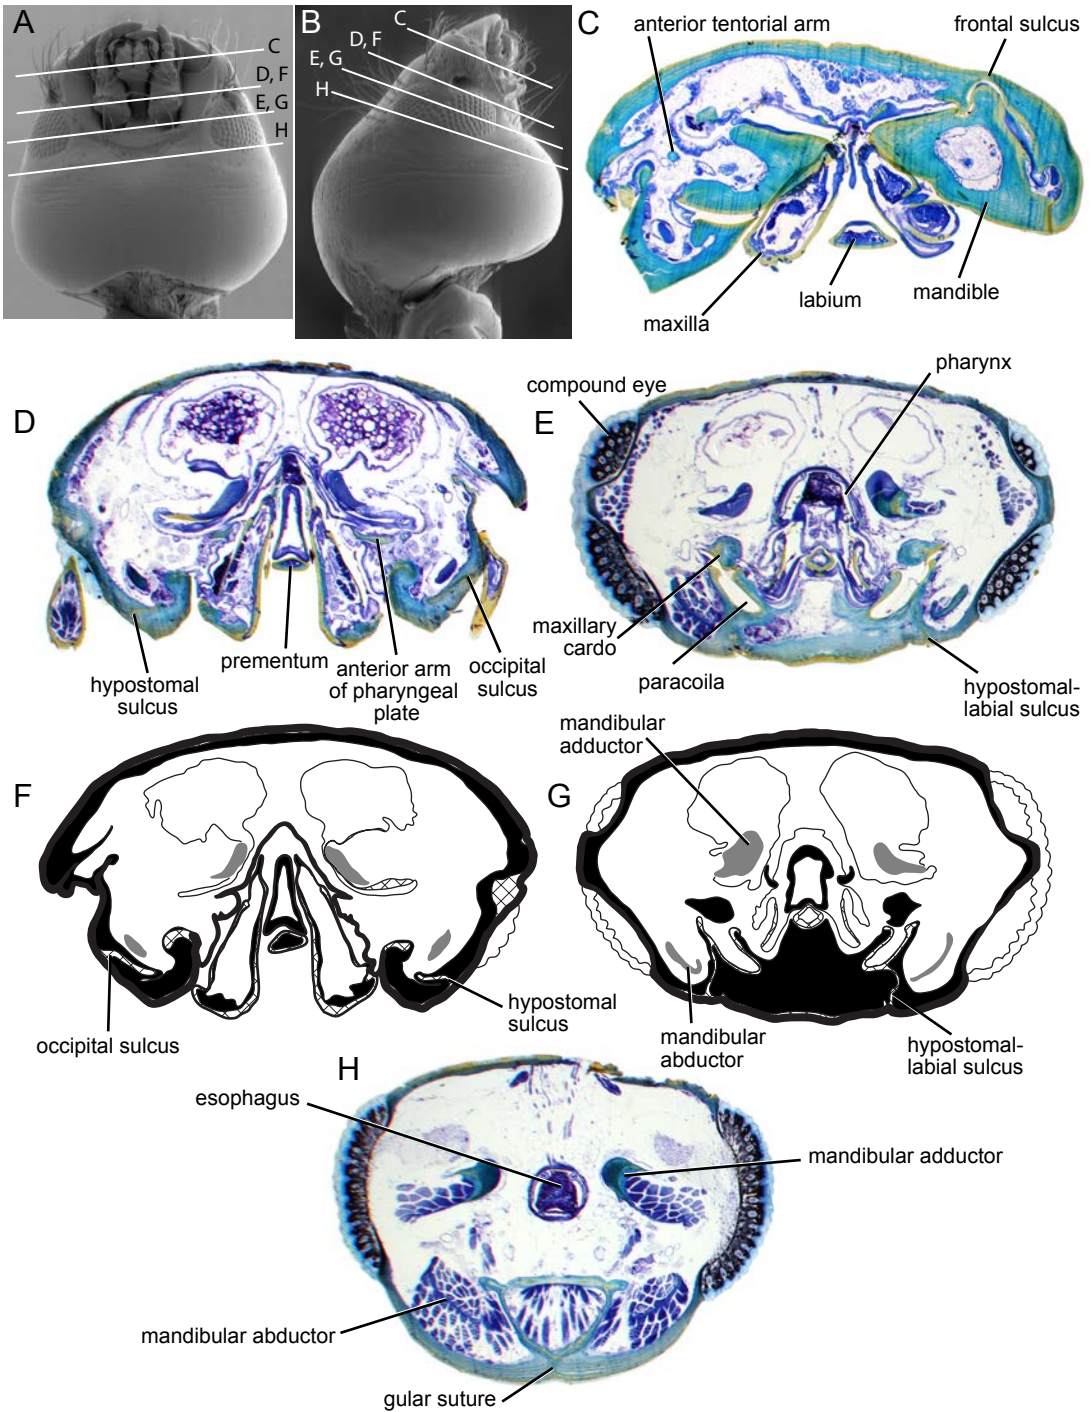 A
C
D, F
E, G
H
B
C
D, F
E, G
H
C
anterior tentorial arm
frontal sulcus
maxilla
labium
mandible
D
hypostomal
sulcus
prementum
anterior arm
of pharyngeal
plate
occipital
sulcus
E
compound eye
pharynx
maxillary
cardo
paracoila
hypostomal-
labial sulcus
F
occipital sulcus
hypostomal
sulcus
G
mandibular
adductor
mandibular
abductor
hypostomal-
labial sulcus
H
esophagus
mandibular adductor
mandibular abductor
gular suture